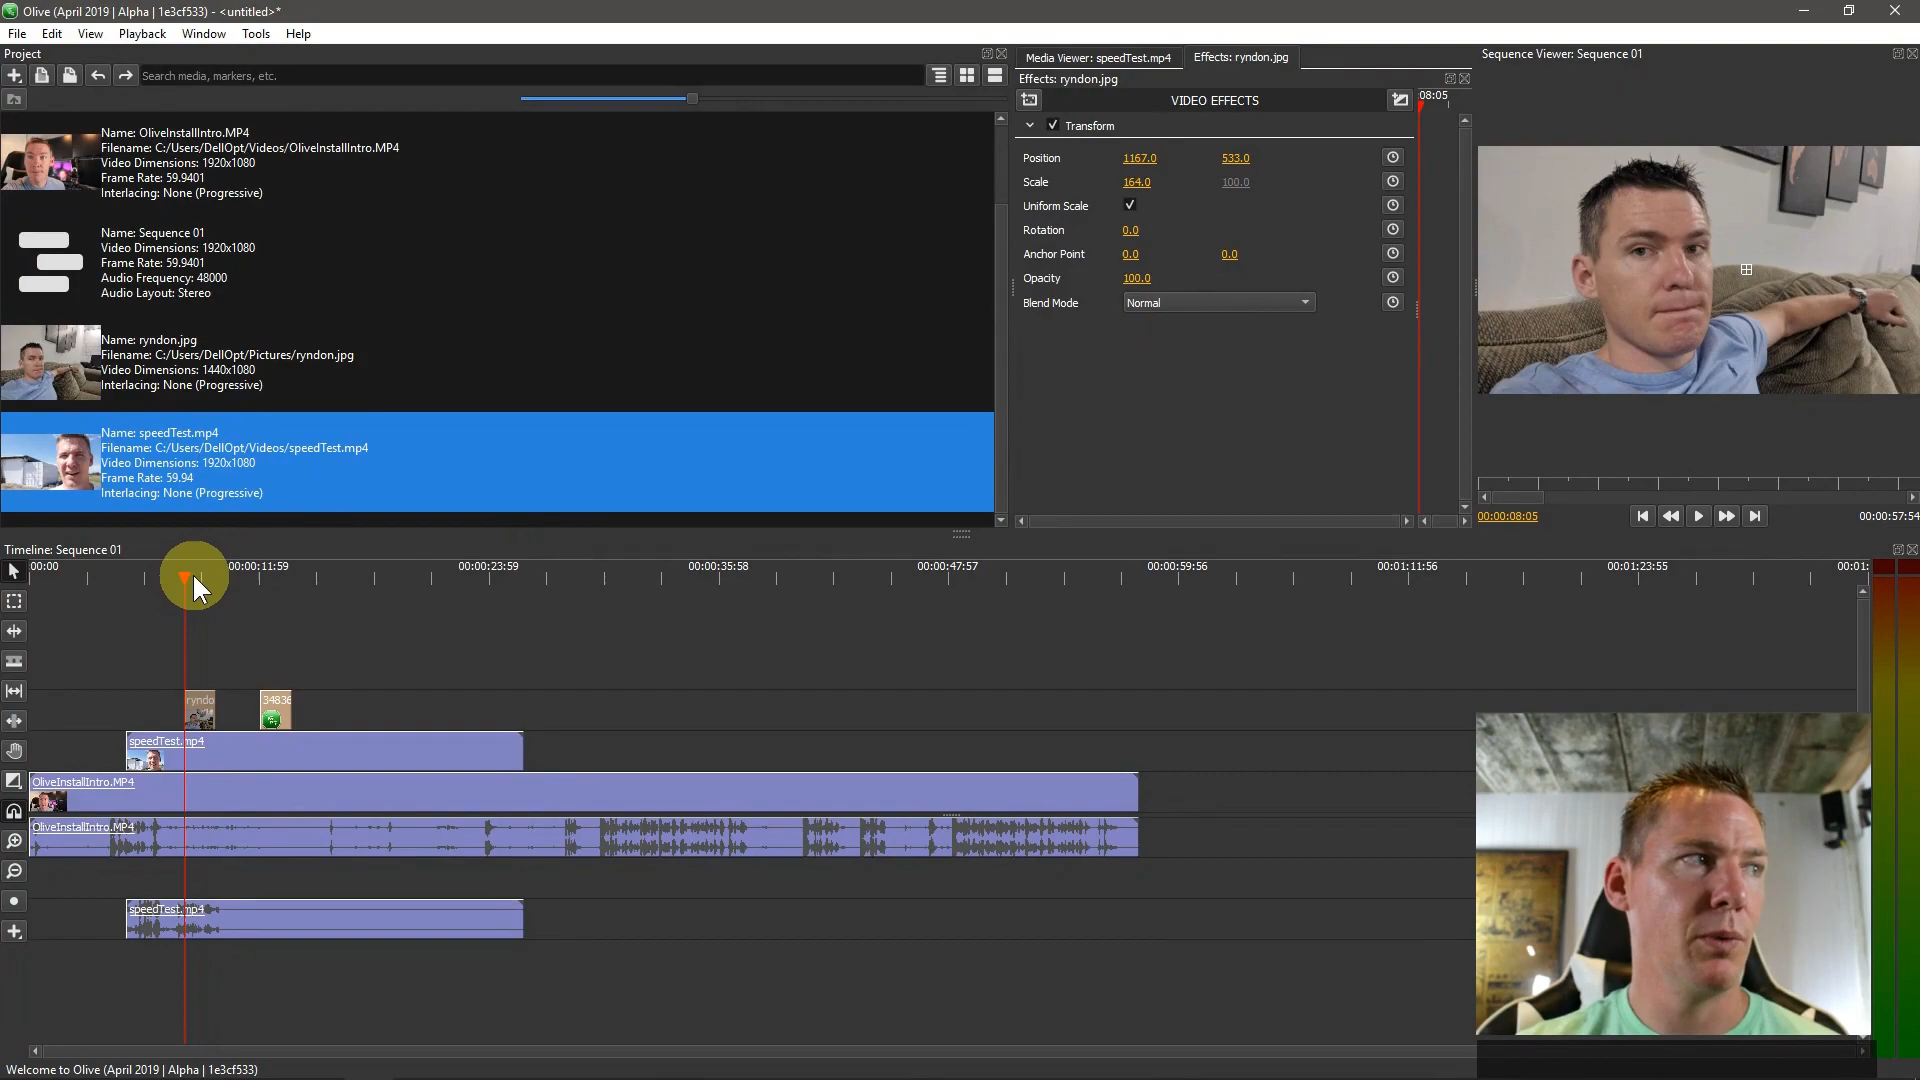 Olive (April 2019 | Alpha | 1e3cf533) - <untitled>*
File Edit View Playback Window Tools Help
Project
Search media, markers, etc.
Name: OliveInstallIntro.MP4
Filename: C:/Users/DellOpt/Videos/OliveInstallIntro.MP4
Video Dimensions: 1920x1080
Frame Rate: 59.9401
Interlacing: None (Progressive)
Name: Sequence 01
Video Dimensions: 1920x1080
Frame Rate: 59.9401
Audio Frequency: 48000
Audio Layout: Stereo
Name: ryndon.jpg
Filename: C:/Users/DellOpt/Pictures/ryndon.jpg
Video Dimensions: 1440x1080
Interlacing: None (Progressive)
Name: speedTest.mp4
Filename: C:/Users/DellOpt/Videos/speedTest.mp4
Video Dimensions: 1920x1080
Frame Rate: 59.94
Interlacing: None (Progressive)
Media Viewer: speedTest.mp4 Effects: ryndon.jpg
Effects: ryndon.jpg
VIDEO EFFECTS
:08:05
Transform
Position 1167.0 533.0
Scale 164.0 100.0
Uniform Scale
Rotation 0.0
Anchor Point 0.0 0.0
Opacity 100.0
Blend Mode Normal
Sequence Viewer: Sequence 01
00:00:08:05 00:00:57:54
Timeline: Sequence 01
00:00 00:00:11:59 00:00:23:59 00:00:35:58 00:00:47:57 00:00:59:56 00:01:11:56 00:01:23:55 00:01:
ryndo 34836
speedTest.mp4
OliveInstallIntro.MP4
OliveInstallIntro.MP4
speedTest.mp4
Welcome to Olive (April 2019 | Alpha | 1e3cf533)